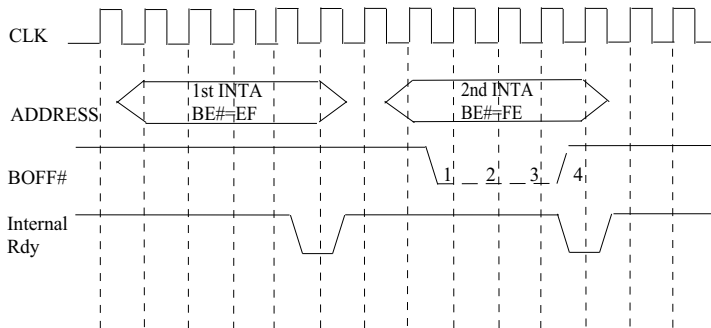 CLK
1st INTA
BE#=EF
2nd INTA
BE#=FE
ADDRESS
BOFF#
1 2 3 4
Internal
Rdy